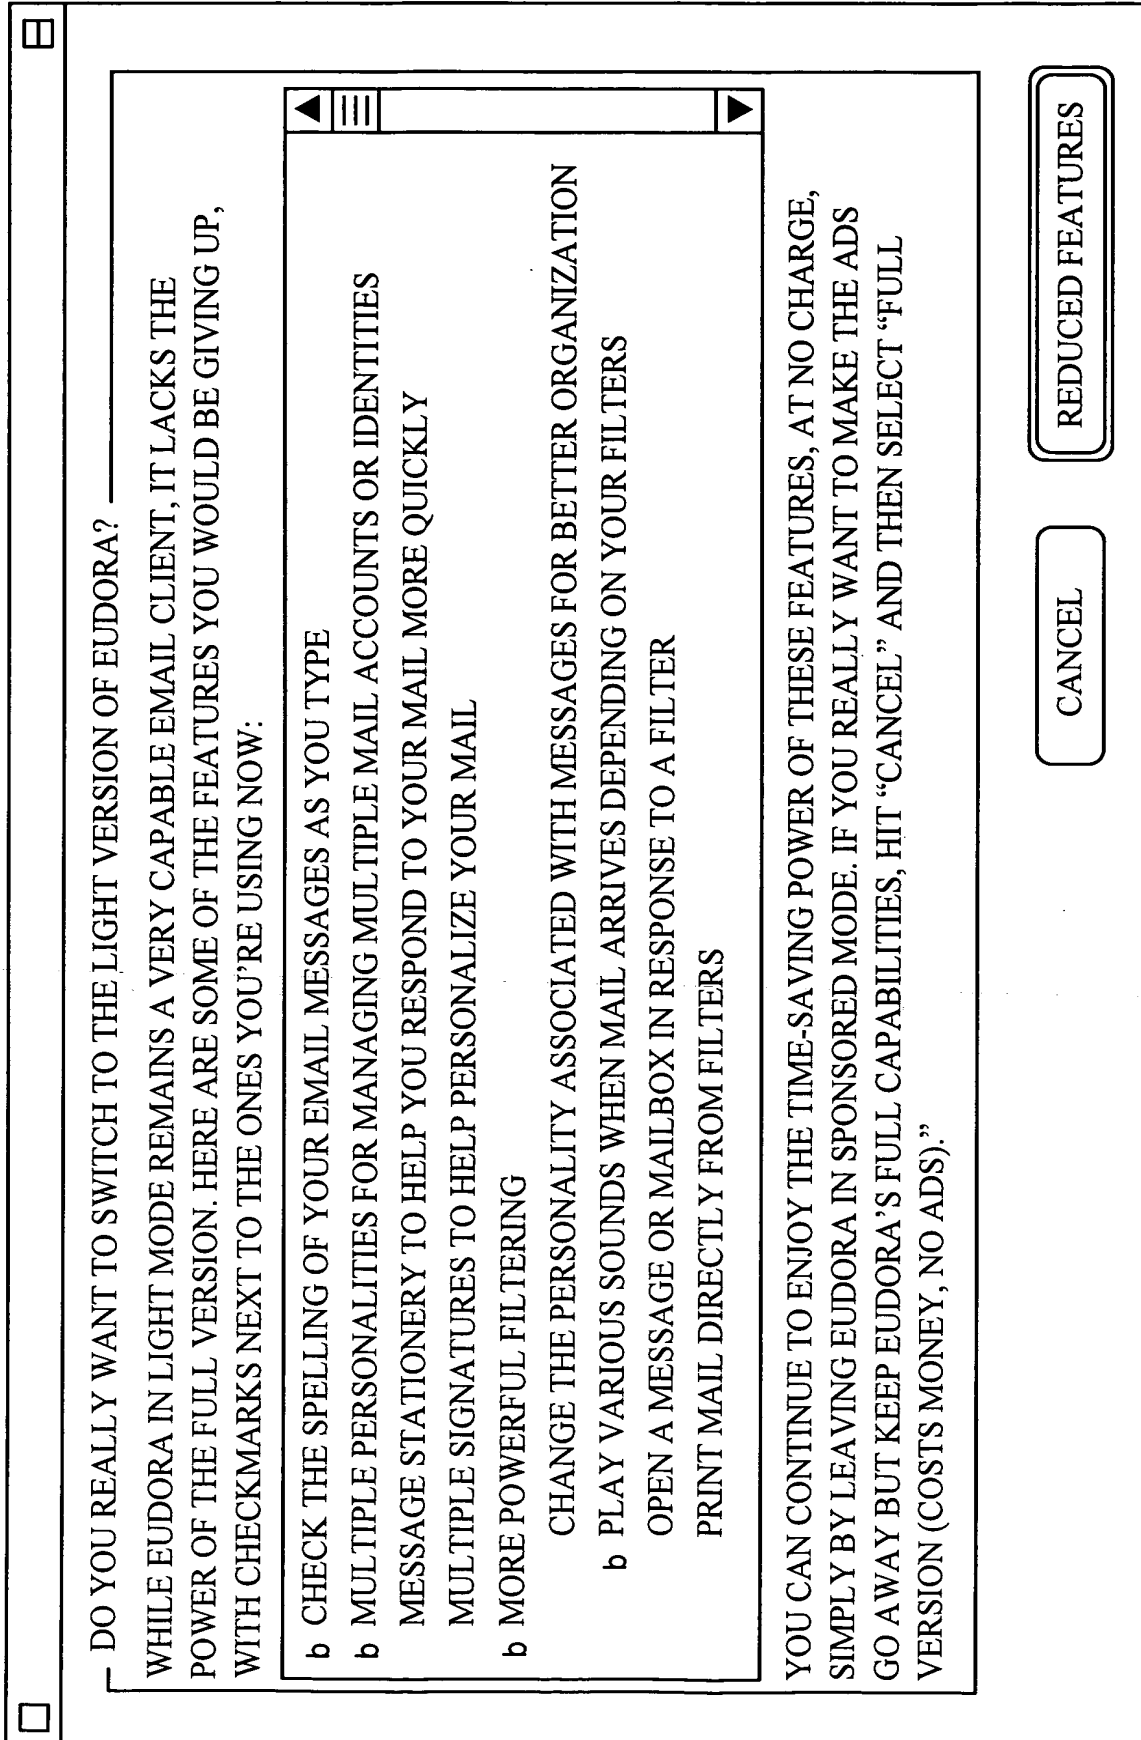 DO YOU REALLY WANT TO SWITCH TO THE LIGHT VERSION OF EUDORA?
WHILE EUDORA IN LIGHT MODE REMAINS A VERY CAPABLE EMAIL CLIENT, IT LACKS THE
POWER OF THE FULL VERSION. HERE ARE SOME OF THE FEATURES YOU WOULD BE GIVING UP,
WITH CHECKMARKS NEXT TO THE ONES YOU'RE USING NOW:
b CHECK THE SPELLING OF YOUR EMAIL MESSAGES AS YOU TYPE
b MULTIPLE PERSONALITIES FOR MANAGING MULTIPLE MAIL ACCOUNTS OR IDENTITIES
MESSAGE STATIONERY TO HELP YOU RESPOND TO YOUR MAIL MORE QUICKLY
MULTIPLE SIGNATURES TO HELP PERSONALIZE YOUR MAIL
b MORE POWERFUL FILTERING
CHANGE THE PERSONALITY ASSOCIATED WITH MESSAGES FOR BETTER ORGANIZATION
b PLAY VARIOUS SOUNDS WHEN MAIL ARRIVES DEPENDING ON YOUR FILTERS
OPEN A MESSAGE OR MAILBOX IN RESPONSE TO A FILTER
PRINT MAIL DIRECTLY FROM FILTERS
YOU CAN CONTINUE TO ENJOY THE TIME-SAVING POWER OF THESE FEATURES, AT NO CHARGE,
SIMPLY BY LEAVING EUDORA IN SPONSORED MODE. IF YOU REALLY WANT TO MAKE THE ADS
GO AWAY BUT KEEP EUDORA'S FULL CAPABILITIES, HIT “CANCEL” AND THEN SELECT “FULL
VERSION (COSTS MONEY, NO ADS).”
CANCEL
REDUCED FEATURES